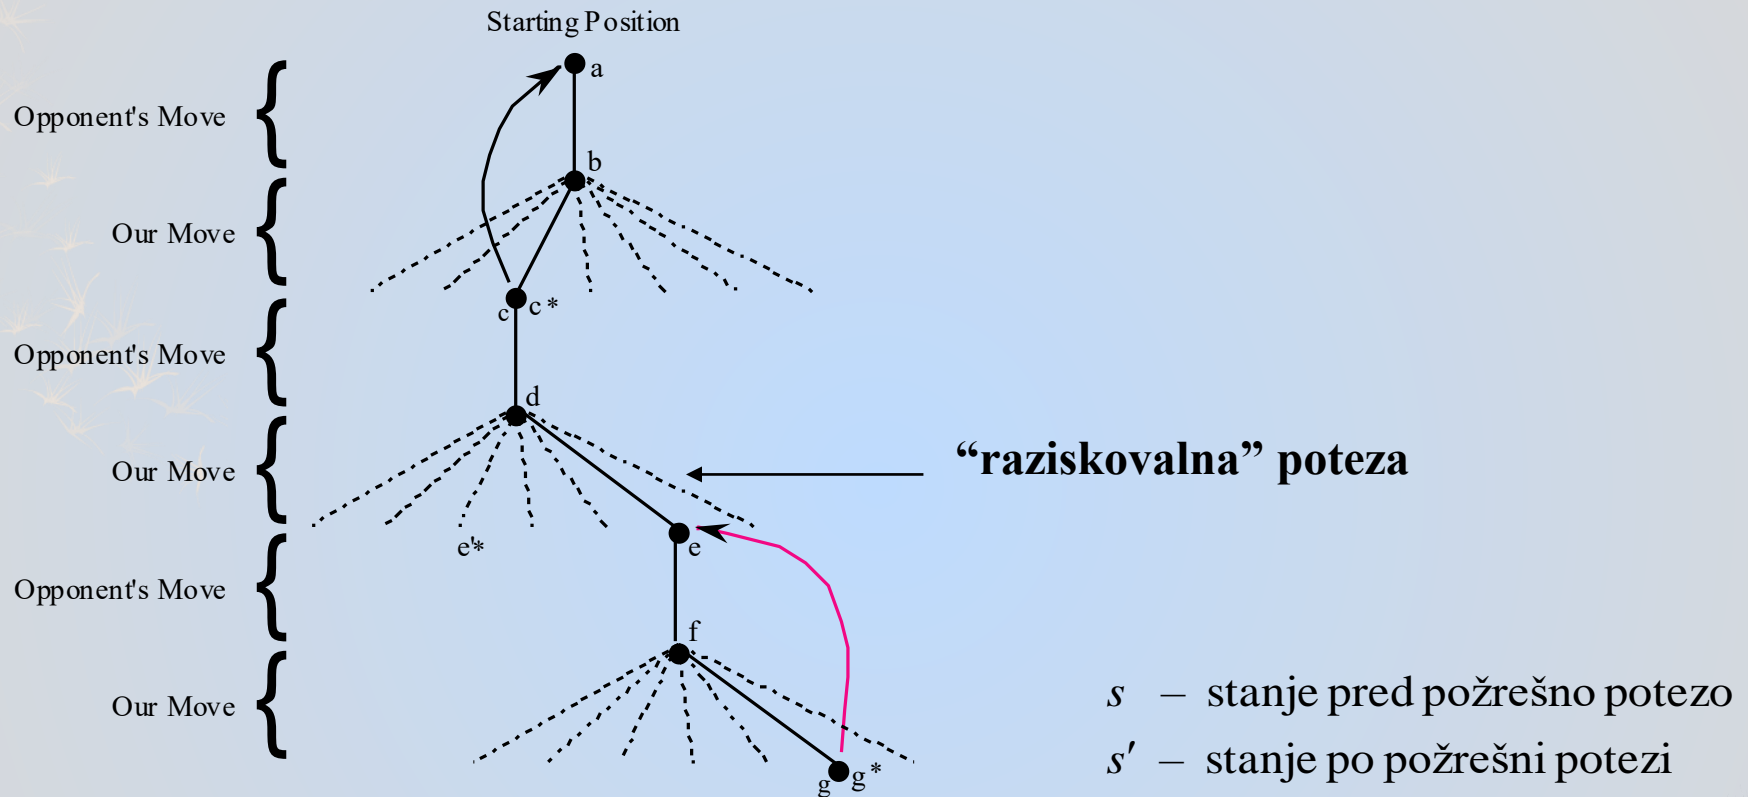 Starting Position
a
Opponent's Move {
b
Our Move {
c c*
Opponent's Move {
d
“raziskovalna” poteza
Our Move {
e'*
e
Opponent's Move {
f
s – stanje pred požrešno potezo
Our Move {
s' – stanje po požrešni potezi
g g*